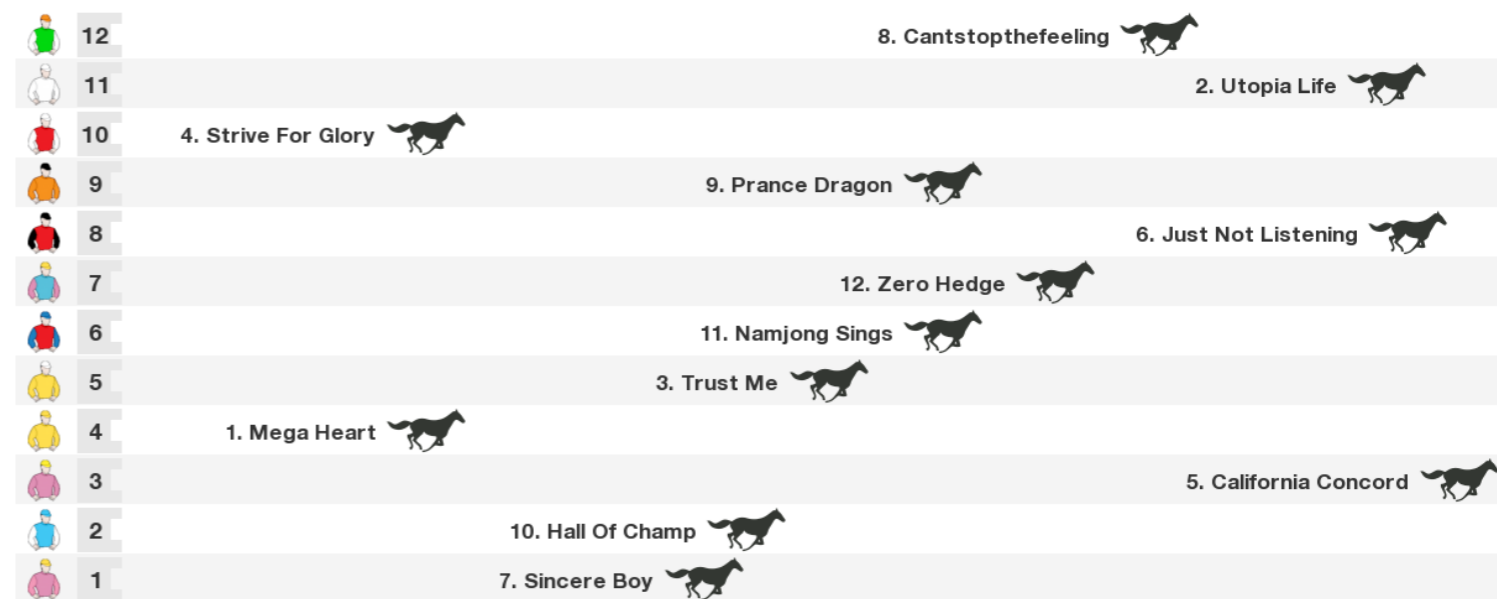 12 8. Cantstopthefeeling
11 2. Utopia Life
10 4. Strive For Glory
9 9. Prance Dragon
8 6. Just Not Listening
7 12. Zero Hedge
6 11. Namjong Sings
5 3. Trust Me
4 1. Mega Heart
3 5. California Concord
2 10. Hall Of Champ
1 7. Sincere Boy